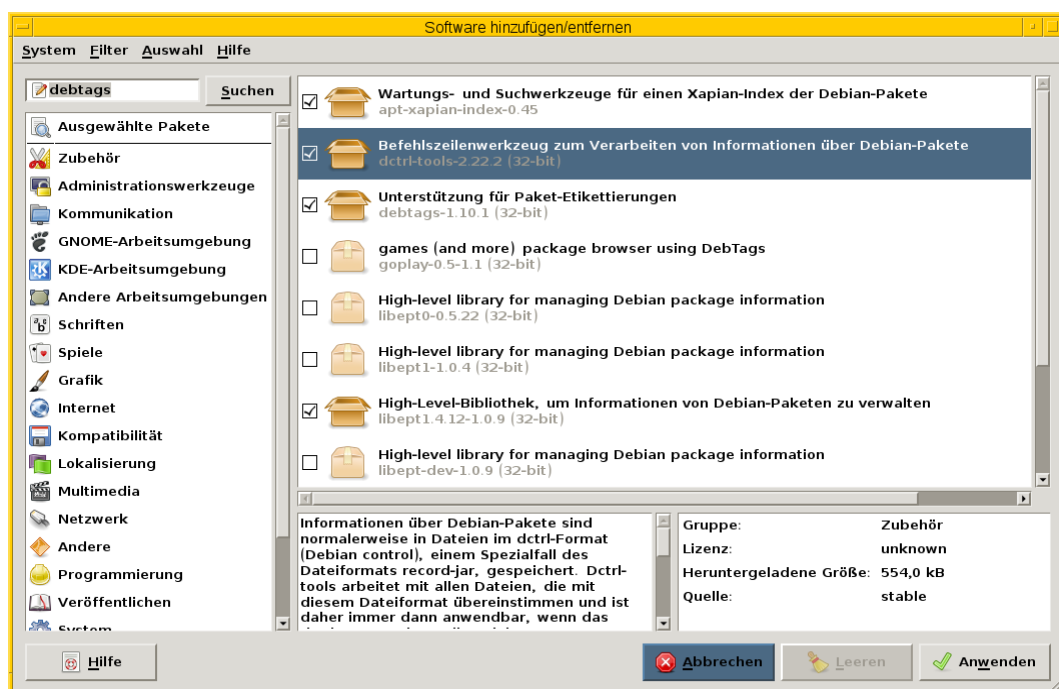 Software hinzufügen/entfernen
System Filter Auswahl Hilfe
debtags
Suchen
Ausgewählte Pakete
Zubehör
Administrationswerkzeuge
Kommunikation
GNOME-Arbeitsumgebung
KDE-Arbeitsumgebung
Andere Arbeitsumgebungen
Schriften
Spiele
Grafik
Internet
Kompatibilität
Lokalisierung
Multimedia
Netzwerk
Andere
Programmierung
Veröffentlichen
System
Wartungs- und Suchwerkzeuge für einen Xapian-Index der Debian-Pakete
apt-xapian-index-0.45
Befehlszeilenwerkzeug zum Verarbeiten von Informationen über Debian-Pakete
dctrl-tools-2.22.2 (32-bit)
Unterstützung für Paket-Etikettierungen
debtags-1.10.1 (32-bit)
games (and more) package browser using DebTags
goplay-0.5-1.1 (32-bit)
High-level library for managing Debian package information
libept0-0.5.22 (32-bit)
High-level library for managing Debian package information
libept1-1.0.4 (32-bit)
High-Level-Bibliothek, um Informationen von Debian-Paketen zu verwalten
libept1.4.12-1.0.9 (32-bit)
High-level library for managing Debian package information
libept-dev-1.0.9 (32-bit)
Informationen über Debian-Pakete sind
normalerweise in Dateien im dctrl-Format
(Debian control), einem Spezialfall des
Dateiformats record-jar, gespeichert. Dctrl-
tools arbeitet mit allen Dateien, die mit
diesem Dateiformat übereinstimmen und ist
daher immer dann anwendbar, wenn das
Gruppe: Zubehör
Lizenz: unknown
Heruntergeladene Größe: 554,0 kB
Quelle: stable
Hilfe
Abbrechen
Leeren
Anwenden